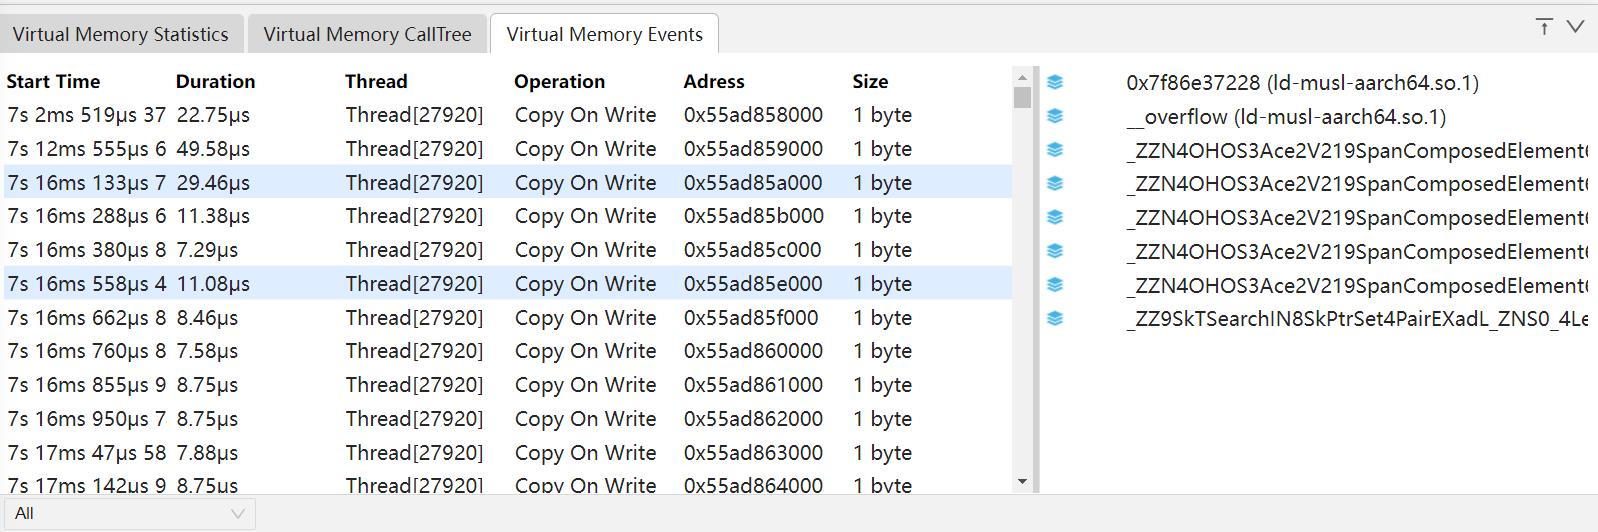 Virtual Memory Statistics Virtual Memory CallTree Virtual Memory Events
Start Time Duration Thread Operation Adress Size
7s 2ms 519μs 37 22.75μs Thread[27920] Copy On Write 0x55ad858000 1 byte
7s 12ms 555μs 6 49.58μs Thread[27920] Copy On Write 0x55ad859000 1 byte
7s 16ms 133μs 7 29.46μs Thread[27920] Copy On Write 0x55ad85a000 1 byte
7s 16ms 288μs 6 11.38μs Thread[27920] Copy On Write 0x55ad85b000 1 byte
7s 16ms 380μs 8 7.29μs Thread[27920] Copy On Write 0x55ad85c000 1 byte
7s 16ms 558μs 4 11.08μs Thread[27920] Copy On Write 0x55ad85e000 1 byte
7s 16ms 662μs 8 8.46μs Thread[27920] Copy On Write 0x55ad85f000 1 byte
7s 16ms 760μs 8 7.58μs Thread[27920] Copy On Write 0x55ad860000 1 byte
7s 16ms 855μs 9 8.75μs Thread[27920] Copy On Write 0x55ad861000 1 byte
7s 16ms 950μs 7 8.75μs Thread[27920] Copy On Write 0x55ad862000 1 byte
7s 17ms 47μs 58 7.88μs Thread[27920] Copy On Write 0x55ad863000 1 byte
7s 17ms 142μs 9 8.75μs Thread[27920] Copy On Write 0x55ad864000 1 byte
0x7f86e37228 (ld-musl-aarch64.so.1)
__overflow (ld-musl-aarch64.so.1)
_ZZN4OHOS3Ace2V219SpanComposedElement6
_ZZN4OHOS3Ace2V219SpanComposedElement6
_ZZN4OHOS3Ace2V219SpanComposedElement6
_ZZN4OHOS3Ace2V219SpanComposedElement6
_ZZN4OHOS3Ace2V219SpanComposedElement6
_ZZ9SkTSearchIN8SkPtrSet4PairEXadL_ZNS0_4Le
All